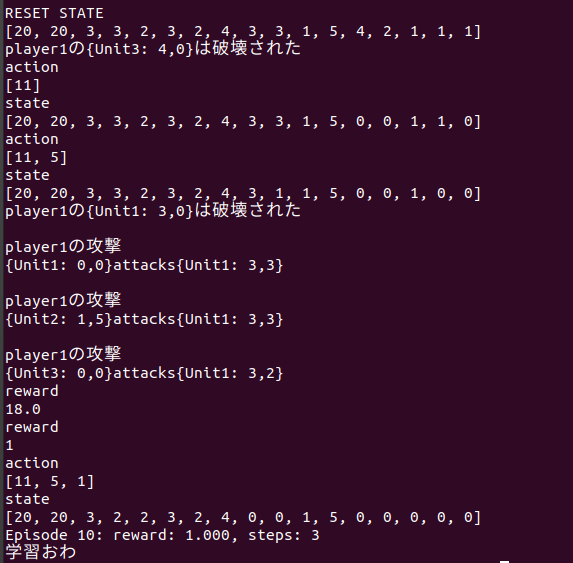 RESET STATE
[20, 20, 3, 3, 2, 3, 2, 4, 3, 3, 1, 5, 4, 2, 1, 1, 1]
player1の{Unit3: 4,0}は破壊された
action
[11]
state
[20, 20, 3, 3, 2, 3, 2, 4, 3, 3, 1, 5, 0, 0, 1, 1, 0]
action
[11, 5]
state
[20, 20, 3, 3, 2, 3, 2, 4, 3, 1, 1, 5, 0, 0, 1, 0, 0]
player1の{Unit1: 3,0}は破壊された
player1の攻撃
{Unit1: 0,0}attacks{Unit1: 3,3}
player1の攻撃
{Unit2: 1,5}attacks{Unit1: 3,3}
player1の攻撃
{Unit3: 0,0}attacks{Unit1: 3,2}
reward
18.0
reward
1
action
[11, 5, 1]
state
[20, 20, 3, 2, 2, 3, 2, 4, 0, 0, 1, 5, 0, 0, 0, 0, 0]
Episode 10: reward: 1.000, steps: 3
学習おわ